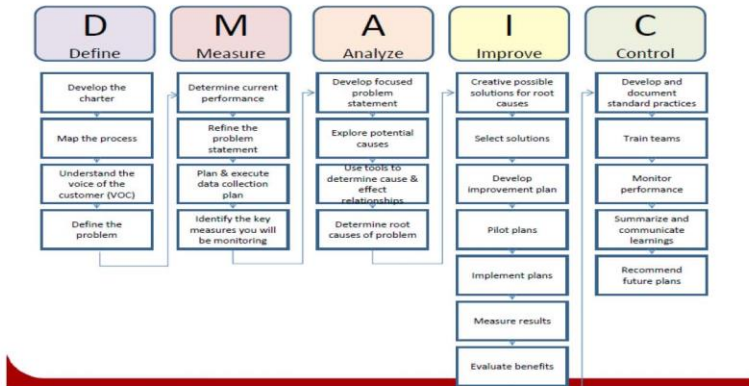 D
Define
M
Measure
A
Analyze
I
Improve
C
Control
Develop the
charter
Map the process
Understand the
voice of the
customer (VOC)
Define the
problem
Determine current
performance
Refine the
problem
statement
Plan & execute
data collection
plan
Identify the key
measures you will
be monitoring
Develop focused
problem
statement
Explore potential
causes
Use tools to
determine cause &
effect
relationships
Determine root
causes of problem
Creative possible
solutions for root
causes
Select solutions
Develop
improvement plan
Pilot plans
Implement plans
Measure results
Evaluate benefits
Develop and
document
standard practices
Train teams
Monitor
performance
Summarize and
communicate
learnings
Recommend
future plans